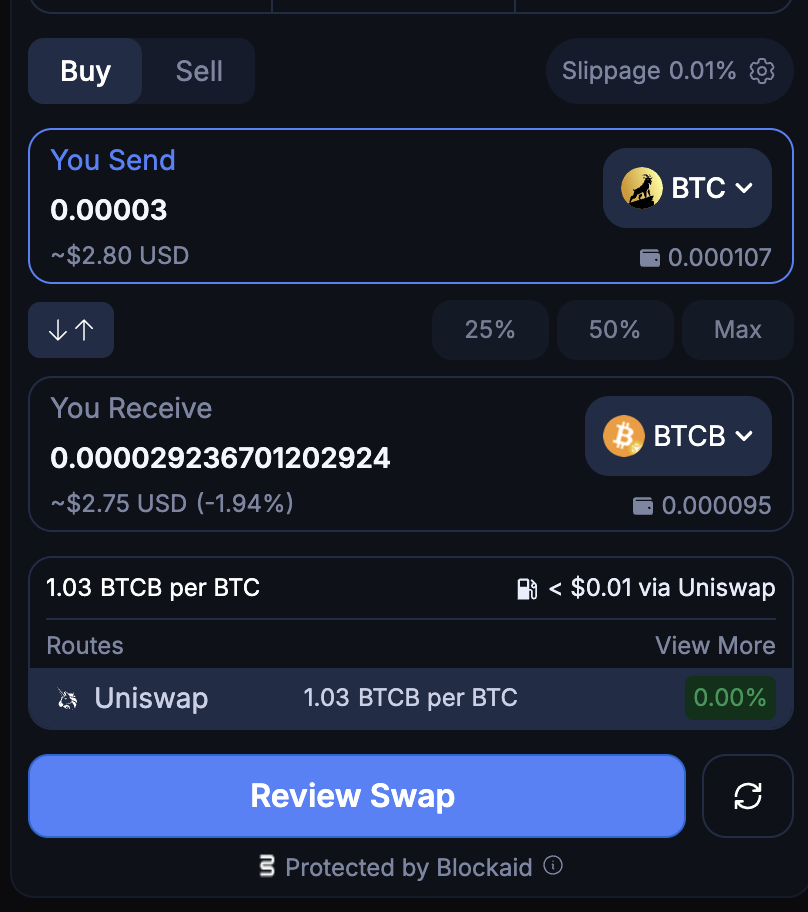 Buy Sell Slippage 0.01%
You Send
0.00003 BTC
~$2.80 USD 0.000107
25% 50% Max
You Receive
0.000029236701202924 BTCB
~$2.75 USD (-1.94%) 0.000095
1.03 BTCB per BTC < $0.01 via Uniswap
Routes View More
Uniswap 1.03 BTCB per BTC 0.00%
Review Swap
Protected by Blockaid